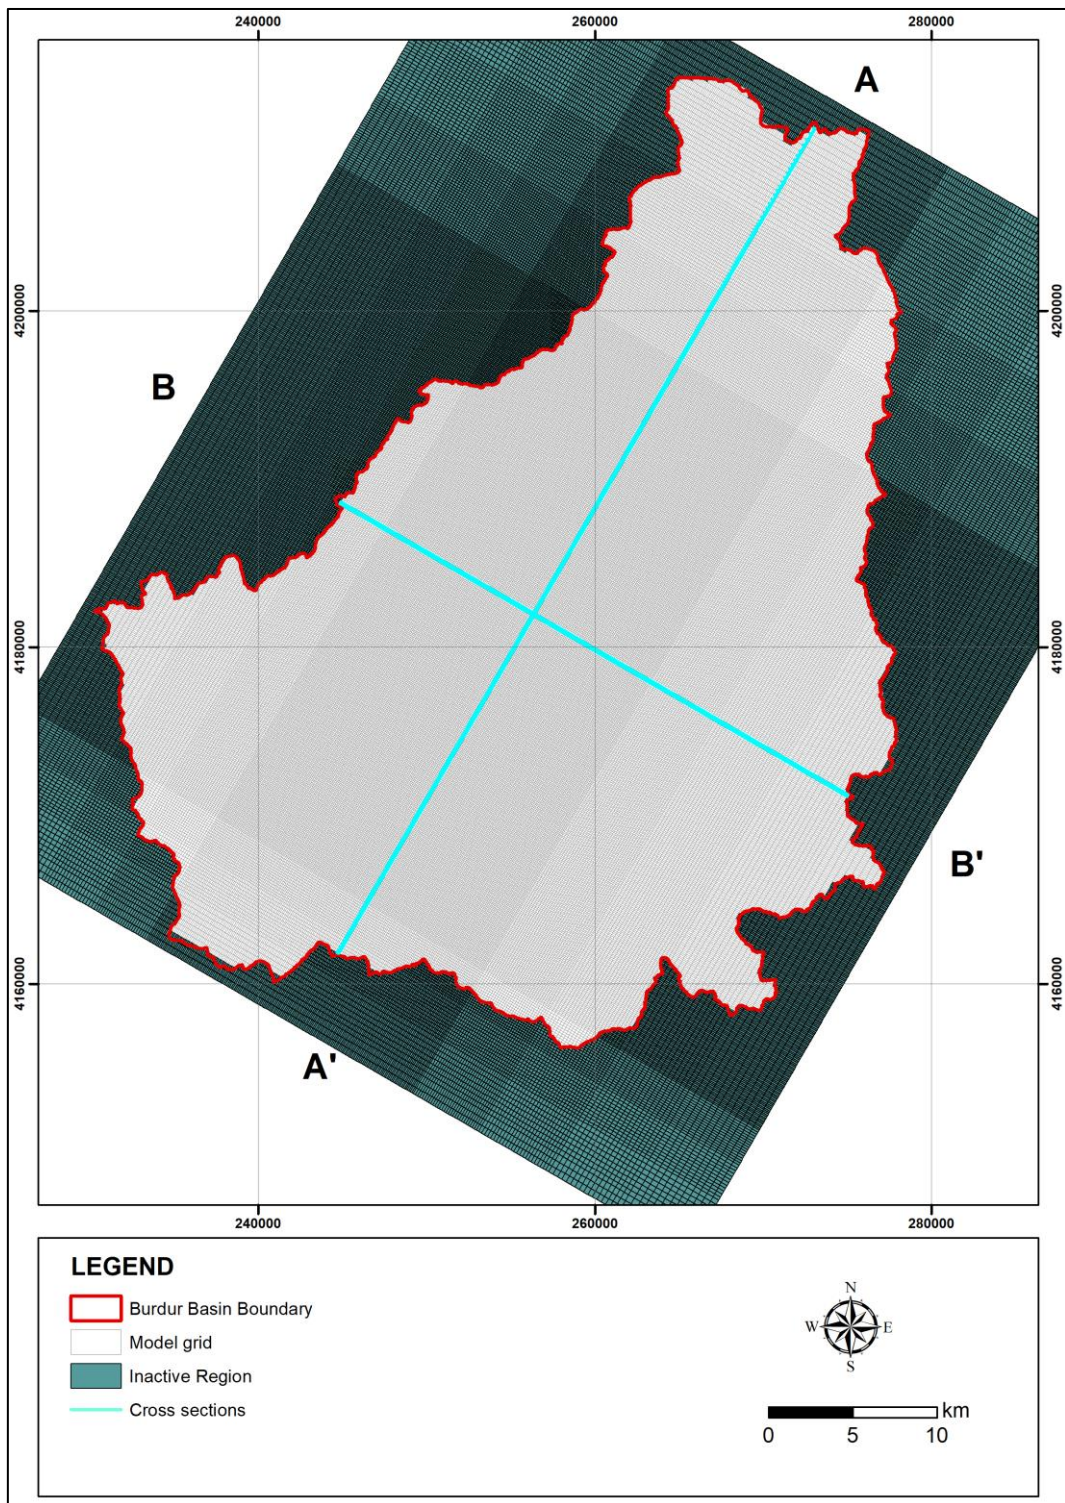 240000 260000 280000
A
4200000 4200000
B
4180000 4180000
B'
4160000 4160000
A'
240000 260000 280000
LEGEND
Burdur Basin Boundary
Model grid
Inactive Region
Cross sections
N
W E
S
km
0 5 10